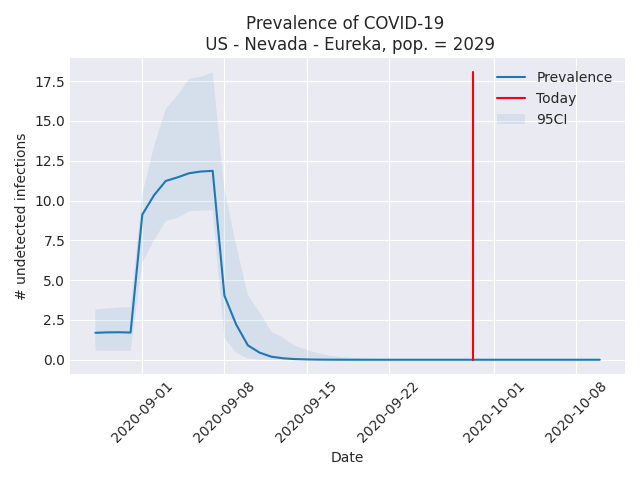 Prevalence of COVID-19
US - Nevada - Eureka, pop. = 2029
Prevalence
Today
95CI
# undetected infections
17.5
15.0
12.5
10.0
7.5
5.0
2.5
0.0
2020-09-01
2020-09-08
2020-09-15
2020-09-22
2020-10-01
2020-10-08
Date